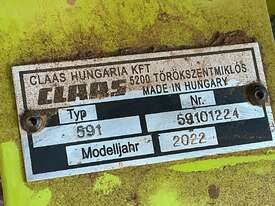 CLAAS HUNGARIA KFT
5200 TÖRÖKSZENTMIKLÓS
CLAAS MADE IN HUNGARY
Typ Nr.
591 59101224
Modelljahr 2022